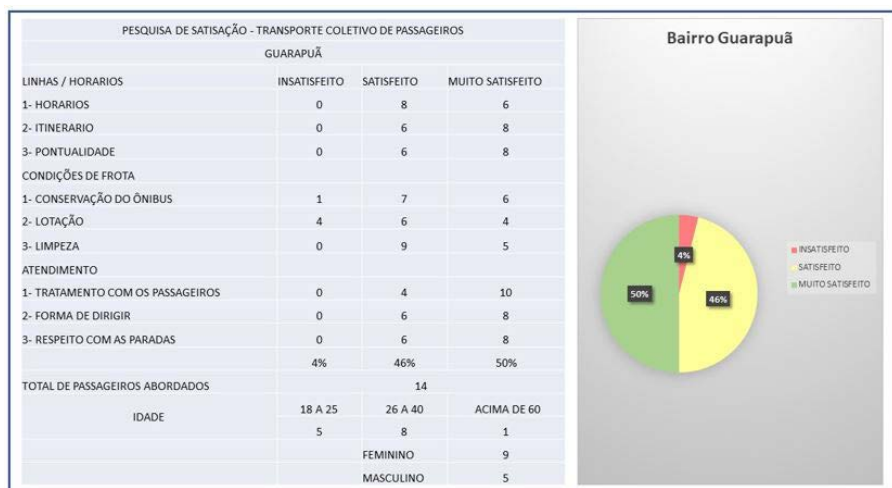 PESQUISA DE SATISAÇÃO - TRANSPORTE COLETIVO DE PASSAGEIROS
GUARAPUÃ
LINHAS / HORARIOS INSATISFEITO SATISFEITO MUITO SATISFEITO
1- HORARIOS 0 8 6
2- ITINERARIO 0 6 8
3- PONTUALIDADE 0 6 8
CONDIÇÕES DE FROTA
1- CONSERVAÇÃO DO ÔNIBUS 1 7 6
2- LOTAÇÃO 4 6 4
3- LIMPEZA 0 9 5
ATENDIMENTO
1- TRATAMENTO COM OS PASSAGEIROS 0 4 10
2- FORMA DE DIRIGIR 0 6 8
3- RESPEITO COM AS PARADAS 0 6 8
4% 46% 50%
TOTAL DE PASSAGEIROS ABORDADOS 14
IDADE 18 A 25 26 A 40 ACIMA DE 60
5 8 1
FEMININO 9
MASCULINO 5
Bairro Guarapuã
4%
50%
46%
INSATISFEITO
SATISFEITO
MUITO SATISFEITO